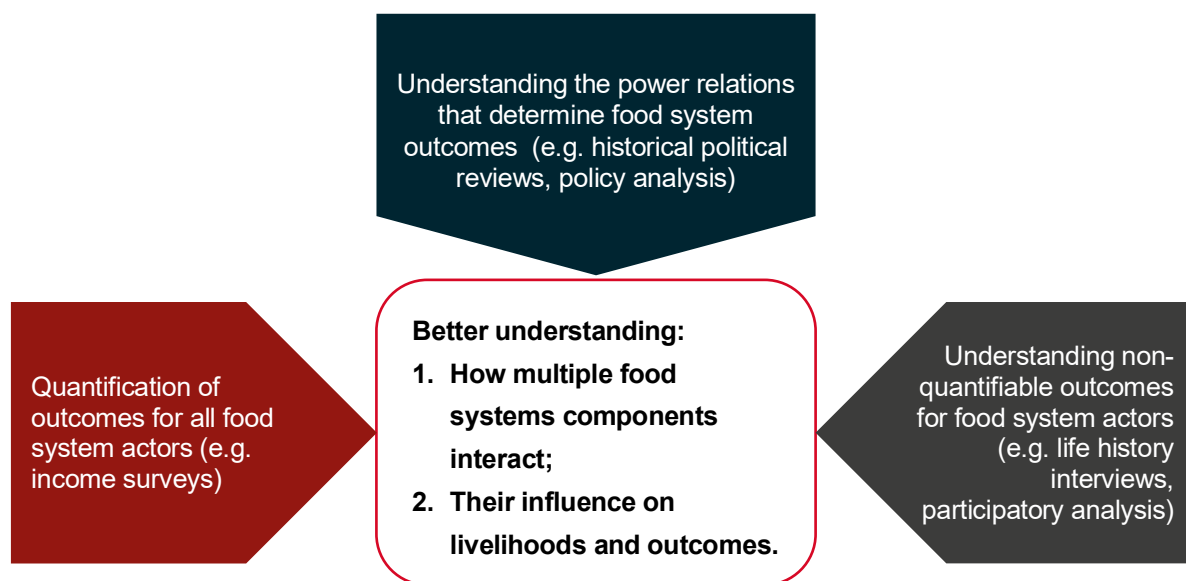 Understanding the power relations
that determine food system
outcomes (e.g. historical political
reviews, policy analysis)
Quantification of
outcomes for all food
system actors (e.g.
income surveys)
Better understanding:
1. How multiple food
systems components
interact;
2. Their influence on
livelihoods and outcomes.
Understanding non-
quantifiable outcomes
for food system actors
(e.g. life history
interviews,
participatory analysis)